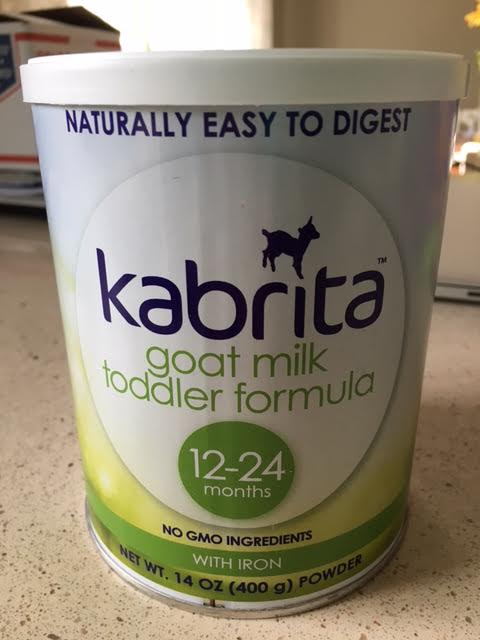 NATURALLY EASY TO DIGEST
kabrita™
goat milk
toddler formula
12-24
months
NO GMO INGREDIENTS
WITH IRON
NET WT. 14 OZ (400 g) POWDER